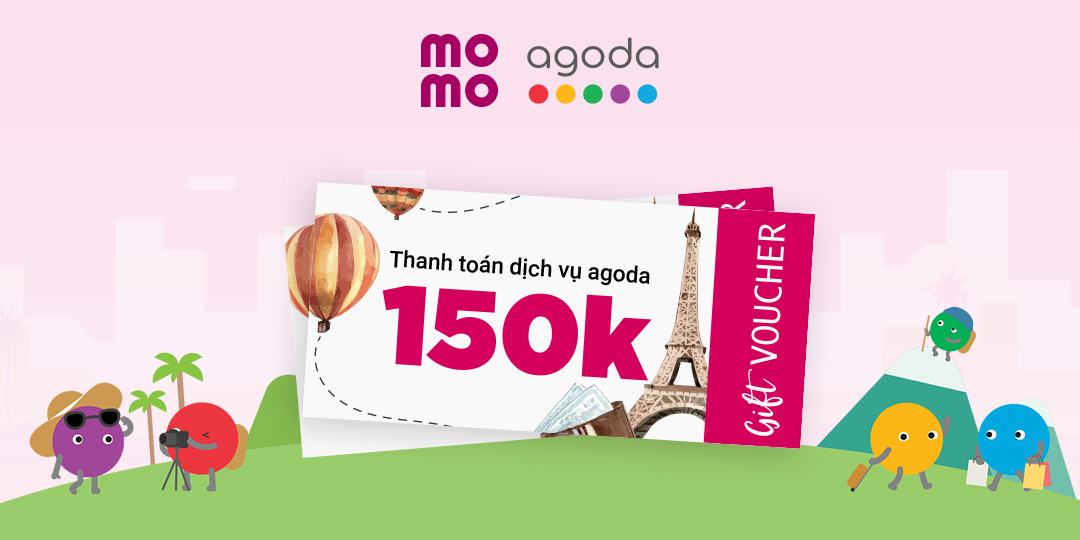 mo
mo
agoda
Thanh toán dịch vụ agoda
150k
Gift VOUCHER
R